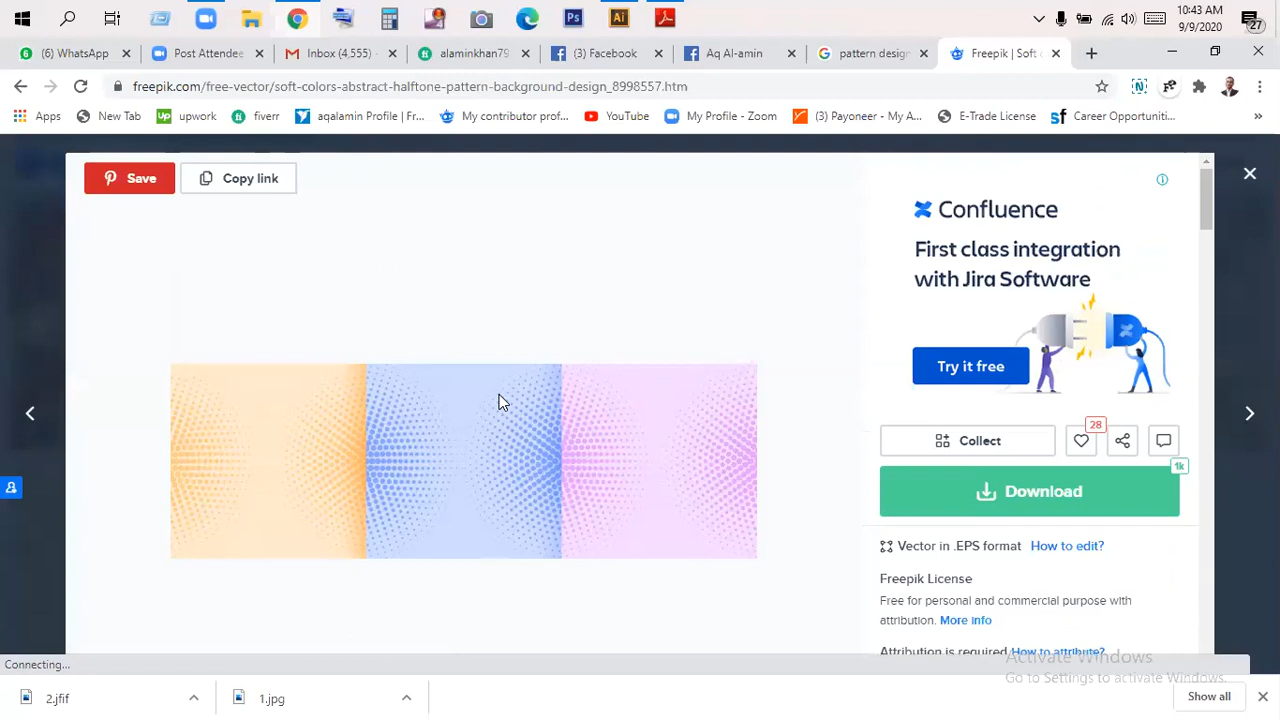 10:43 AM
9/9/2020
27
6
(6) WhatsApp
Post Attendee
Inbox (4,555)
alaminkhan79
(3) Facebook
Aq Al-amin
pattern design
Freepik | Soft c
freepik.com/free-vector/soft-colors-abstract-halftone-pattern-background-design_8998557.htm
Apps
New Tab
upwork
fiverr
aqalamin Profile | Fr...
My contributor prof...
YouTube
My Profile - Zoom
(3) Payoneer - My A...
E-Trade License
Career Opportuniti...
Save
Copy link
Confluence
First class integration
with Jira Software
Try it free
Collect
28
1k
Download
Vector in .EPS format How to edit?
Freepik License
Free for personal and commercial purpose with
attribution. More info
Attribution is required How to attribute?
Activate Windows
Go to Settings to activate Windows.
Connecting...
2.jfif
1.jpg
Show all